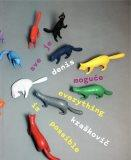 sve je
moguće
denis
everything
krašković
is
possible